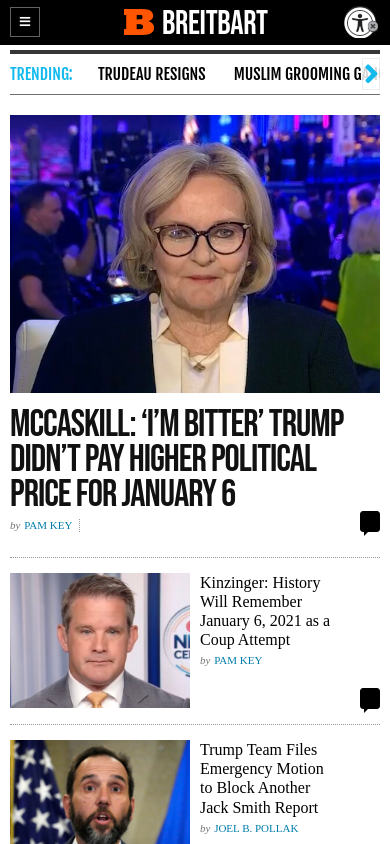 BREITBART
TRENDING: TRUDEAU RESIGNS MUSLIM GROOMING
MCCASKILL: ‘I’M BITTER’ TRUMP
DIDN’T PAY HIGHER POLITICAL
PRICE FOR JANUARY 6
by PAM KEY
Kinzinger: History
Will Remember
January 6, 2021 as a
Coup Attempt
by PAM KEY
Trump Team Files
Emergency Motion
to Block Another
Jack Smith Report
by JOEL B. POLLAK